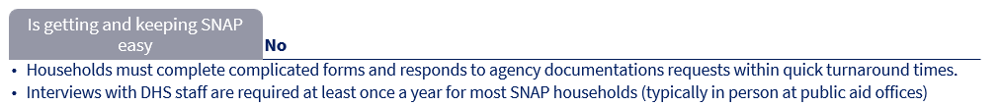 Is getting and keeping SNAP
easy
No
• Households must complete complicated forms and responds to agency documentations requests within quick turnaround times.
• Interviews with DHS staff are required at least once a year for most SNAP households (typically in person at public aid offices)